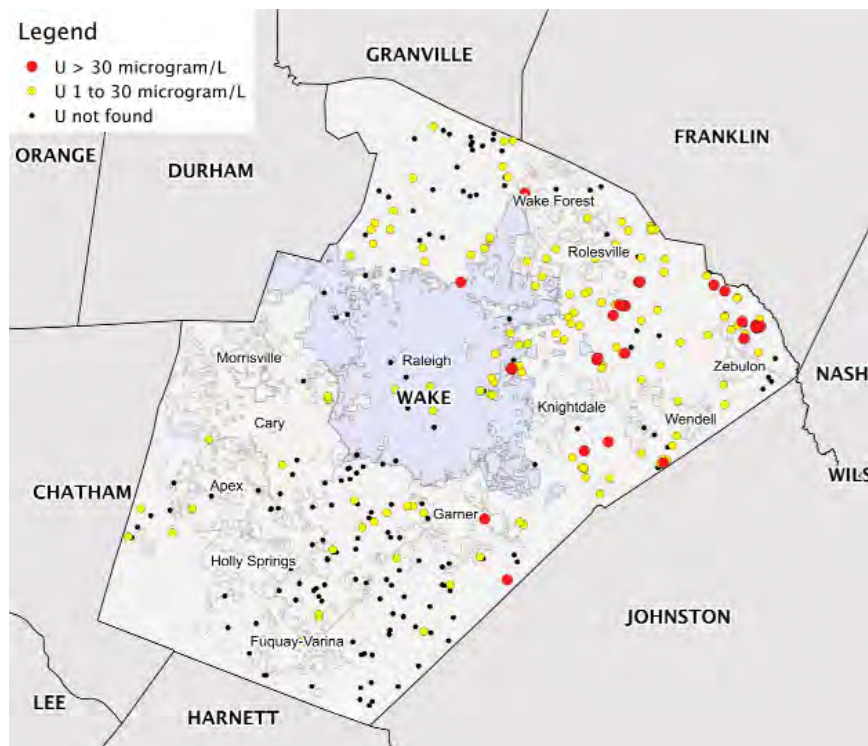 Legend
U > 30 microgram/L
U 1 to 30 microgram/L
U not found
GRANVILLE
FRANKLIN
ORANGE
DURHAM
Wake Forest
Rolesville
Morrisville
Raleigh
Zebulon
NASH
WAKE
Knightdale
Wendell
Cary
WILS
CHATHAM
Apex
Garner
Holly Springs
JOHNSTON
Fuquay-Varina
LEE
HARNETT